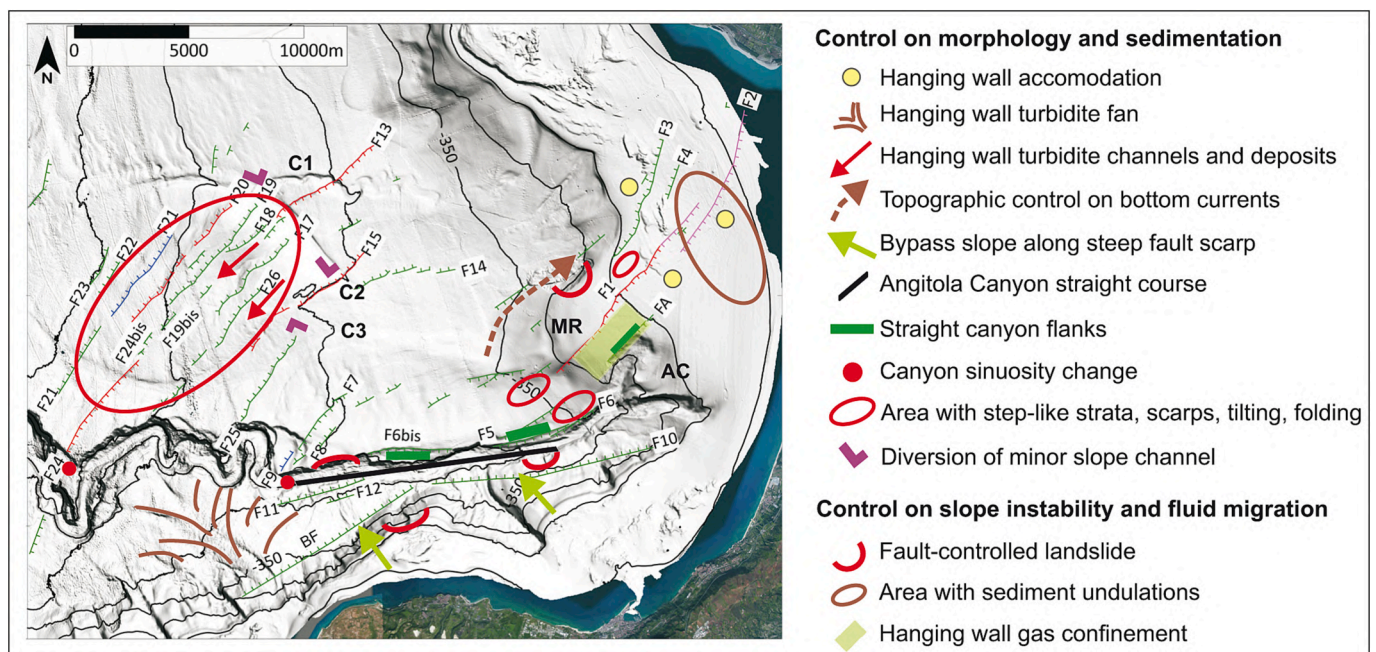 0 5000 10000m
N
F2
F13
F3
-350
F4
C1
F20
F19
F21
F18
F17
F22
F15
F14
F26
F23
C2
F1
FA
F24bis
F19bis
MR
C3
AC
F21
F7
-350
F6
F6bis
F5
F25
F8
F10
F9
F12
350
F11
BF
-350
Control on morphology and sedimentation
Hanging wall accomodation
Hanging wall turbidite fan
Hanging wall turbidite channels and deposits
Topographic control on bottom currents
Bypass slope along steep fault scarp
Angitola Canyon straight course
Straight canyon flanks
Canyon sinuosity change
Area with step-like strata, scarps, tilting, folding
Diversion of minor slope channel
Control on slope instability and fluid migration
Fault-controlled landslide
Area with sediment undulations
Hanging wall gas confinement